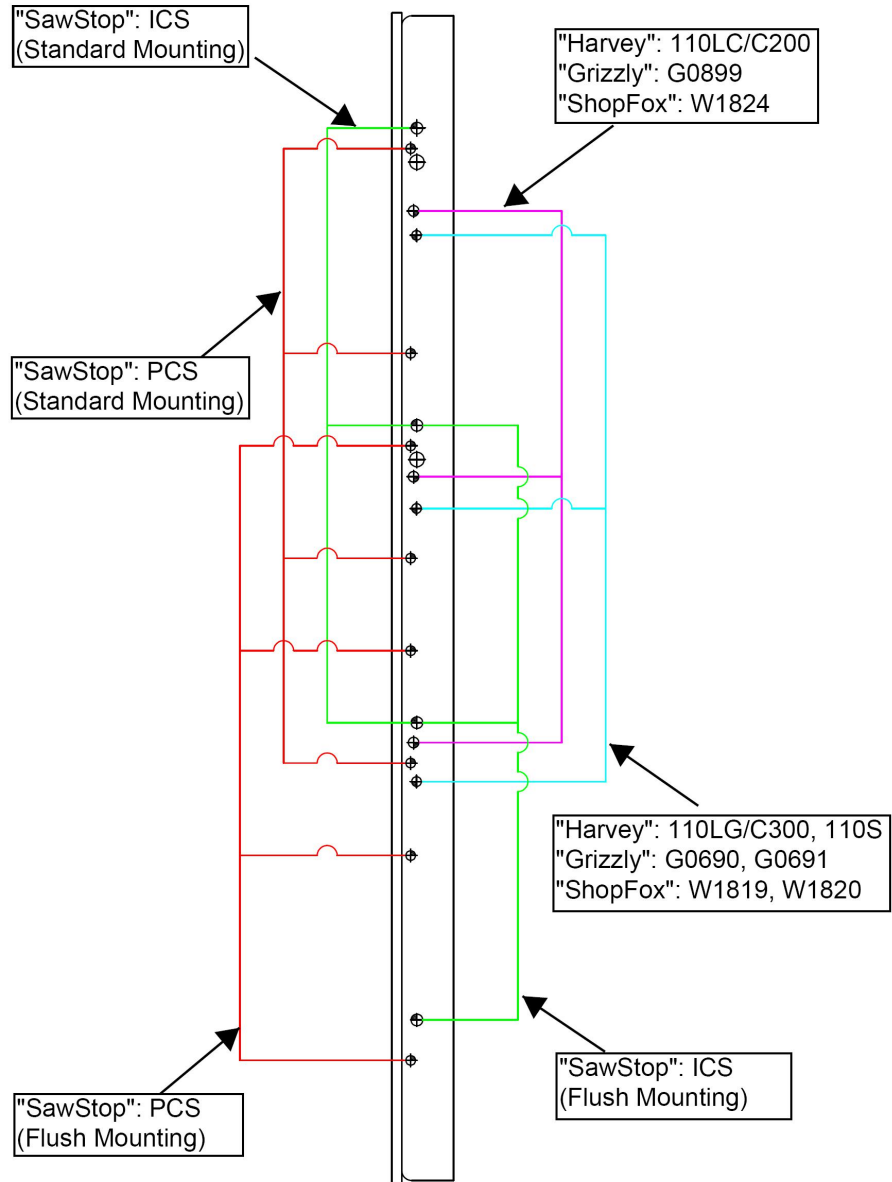 "SawStop": ICS
(Standard Mounting)
"Harvey": 110LC/C200
"Grizzly": G0899
"ShopFox": W1824
"SawStop": PCS
(Standard Mounting)
"Harvey": 110LG/C300, 110S
"Grizzly": G0690, G0691
"ShopFox": W1819, W1820
"SawStop": ICS
(Flush Mounting)
"SawStop": PCS
(Flush Mounting)